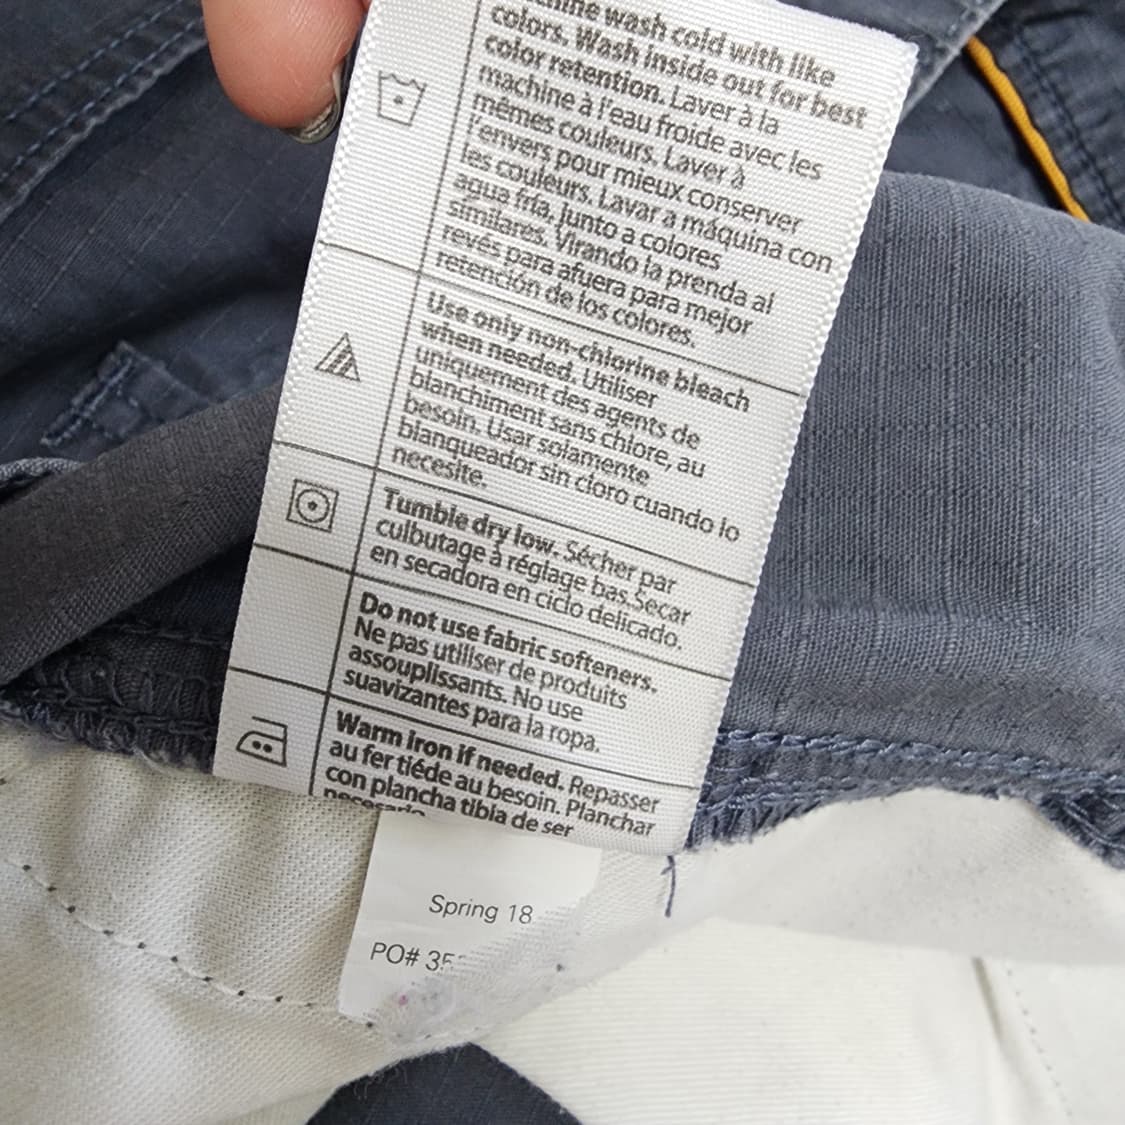 wash cold with like
colors. Wash inside out for best
color retention. Laver à la
machine à l'eau froide avec les
mêmes couleurs. Laver à
l'envers pour mieux conserver
les couleurs. Lavar a máquina con
agua fría, junto a colores
similares. Virando la prenda al
revés para afuera para mejor
retención de los colores.
Use only non-chlorine bleach
when needed. Utiliser
uniquement des agents de
blanchiment sans chlore, au
besoin. Usar solamente
blanqueador sin cloro cuando lo
necesite.
Tumble dry low. Sécher par
culbutage à réglage bas.Secar
en secadora en ciclo delicado.
Do not use fabric softeners.
Ne pas utiliser de produits
assouplissants. No use
suavizantes para la ropa.
Warm iron if needed. Repasser
au fer tiéde au besoin. Planchar
con plancha tibia de ser
necesario
Spring 18
PO# 35